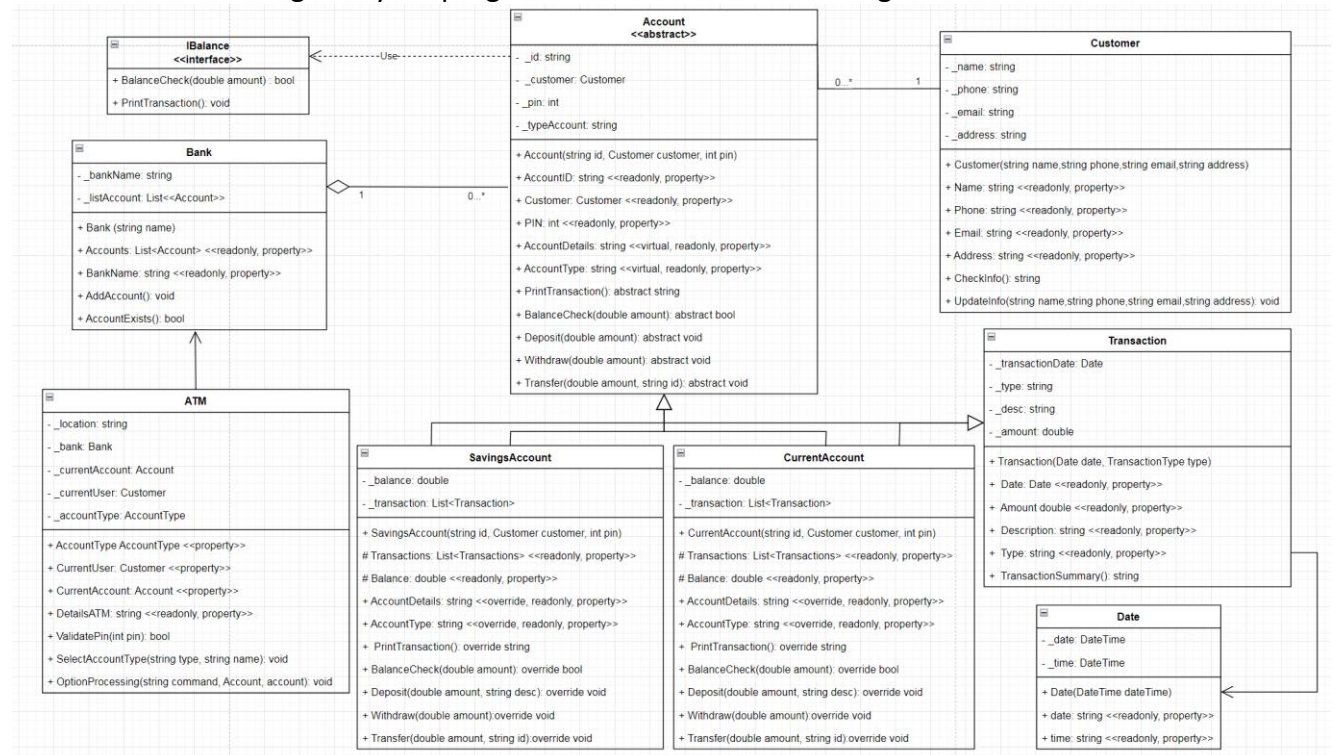 IBalance
<<interface>>
+ BalanceCheck(double amount) : bool
+ PrintTransaction(): void
Use
Account
<<abstract>>
- _id: string
- _customer: Customer
- _pin: int
- _typeAccount: string
+ Account(string id, Customer customer, int pin)
+ AccountID: string <<readonly, property>>
+ Customer: Customer <<readonly, property>>
+ PIN: int <<readonly, property>>
+ AccountDetails: string <<virtual, readonly, property>>
+ AccountType: string <<virtual, readonly, property>>
+ PrintTransaction(): abstract string
+ BalanceCheck(double amount): abstract bool
+ Deposit(double amount): abstract void
+ Withdraw(double amount): abstract void
+ Transfer(double amount, string id): abstract void
0...*
1
Customer
- _name: string
- _phone: string
- _email: string
- _address: string
+ Customer(string name,string phone,string email,string address)
+ Name: string <<readonly, property>>
+ Phone: string <<readonly, property>>
+ Email: string <<readonly, property>>
+ Address: string <<readonly, property>>
+ CheckInfo(): string
+ UpdateInfo(string name,string phone,string email,string address): void
Bank
- _bankName: string
- _listAccount: List<<Account>>
+ Bank (string name)
+ Accounts: List<Account> <<readonly, property>>
+ BankName: string <<readonly, property>>
+ AddAccount(): void
+ AccountExists(): bool
1
0...*
ATM
- _location: string
- _bank: Bank
- _currentAccount: Account
- _currentUser: Customer
- _accountType: AccountType
+ AccountType AccountType <<property>>
+ CurrentUser: Customer <<property>>
+ CurrentAccount: Account <<property>>
+ DetailsATM: string <<readonly, property>>
+ ValidatePin(int pin): bool
+ SelectAccountType(string type, string name): void
+ OptionProcessing(string command, Account, account): void
SavingsAccount
- _balance: double
- _transaction: List<Transaction>
+ SavingsAccount(string id, Customer customer, int pin)
# Transactions: List<Transactions> <<readonly, property>>
# Balance: double <<readonly, property>>
+ AccountDetails: string <<override, readonly, property>>
+ AccountType: string <<override, readonly, property>>
+ PrintTransaction(): override string
+ BalanceCheck(double amount): override bool
+ Deposit(double amount, string desc): override void
+ Withdraw(double amount):override void
+ Transfer(double amount, string id):override void
CurrentAccount
- _balance: double
- _transaction: List<Transaction>
+ CurrentAccount(string id, Customer customer, int pin)
# Transactions: List<Transactions> <<readonly, property>>
# Balance: double <<readonly, property>>
+ AccountDetails: string <<override, readonly, property>>
+ AccountType: string <<override, readonly, property>>
+ PrintTransaction(): override string
+ BalanceCheck(double amount): override bool
+ Deposit(double amount, string desc): override void
+ Withdraw(double amount):override void
+ Transfer(double amount, string id):override void
Transaction
- _transactionDate: Date
- _type: string
- _desc: string
- _amount: double
+ Transaction(Date date, TransactionType type)
+ Date: Date <<readonly, property>>
+ Amount double <<readonly, property>>
+ Description: string <<readonly, property>>
+ Type: string <<readonly, property>>
+ TransactionSummary(): string
Date
- _date: DateTime
- _time: DateTime
+ Date(DateTime dateTime)
+ date: string <<readonly, property>>
+ time: string <<readonly, property>>